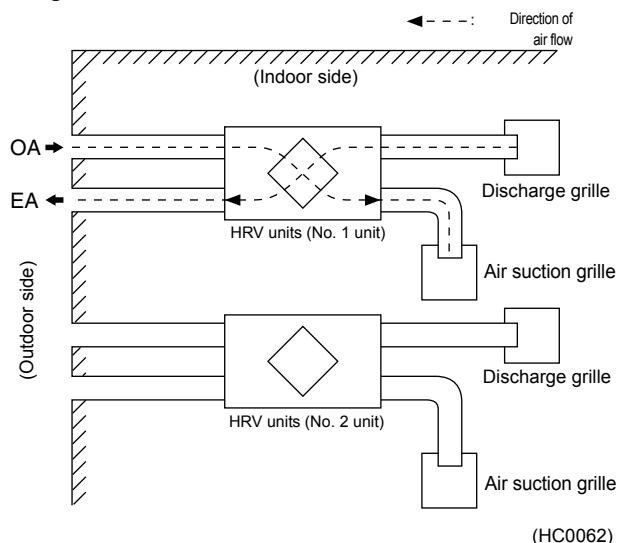 Direction of
air flow
(Indoor side)
OA
Discharge grille
EA
HRV units (No. 1 unit)
Air suction grille
(Outdoor side)
Discharge grille
HRV units (No. 2 unit)
Air suction grille
(HC0062)